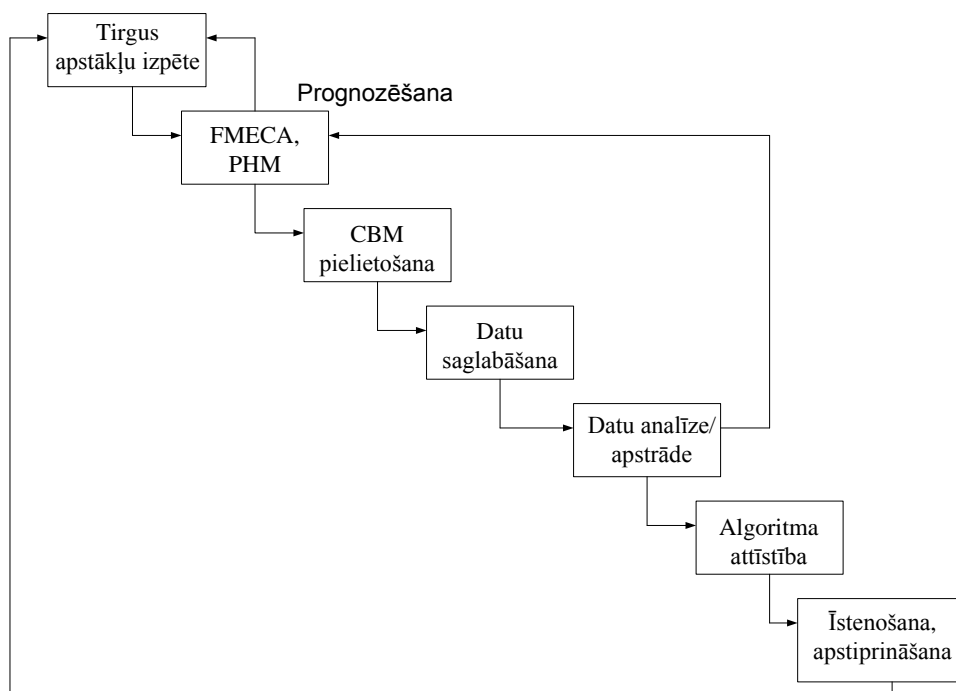 Tirgus
apstākļu izpēte
Prognozēšana
FMECA,
PHM
CBM
pielietošana
Datu
saglabāšana
Datu analīze/
apstrāde
Algoritma
attīstība
Īstenošana,
apstiprināšana